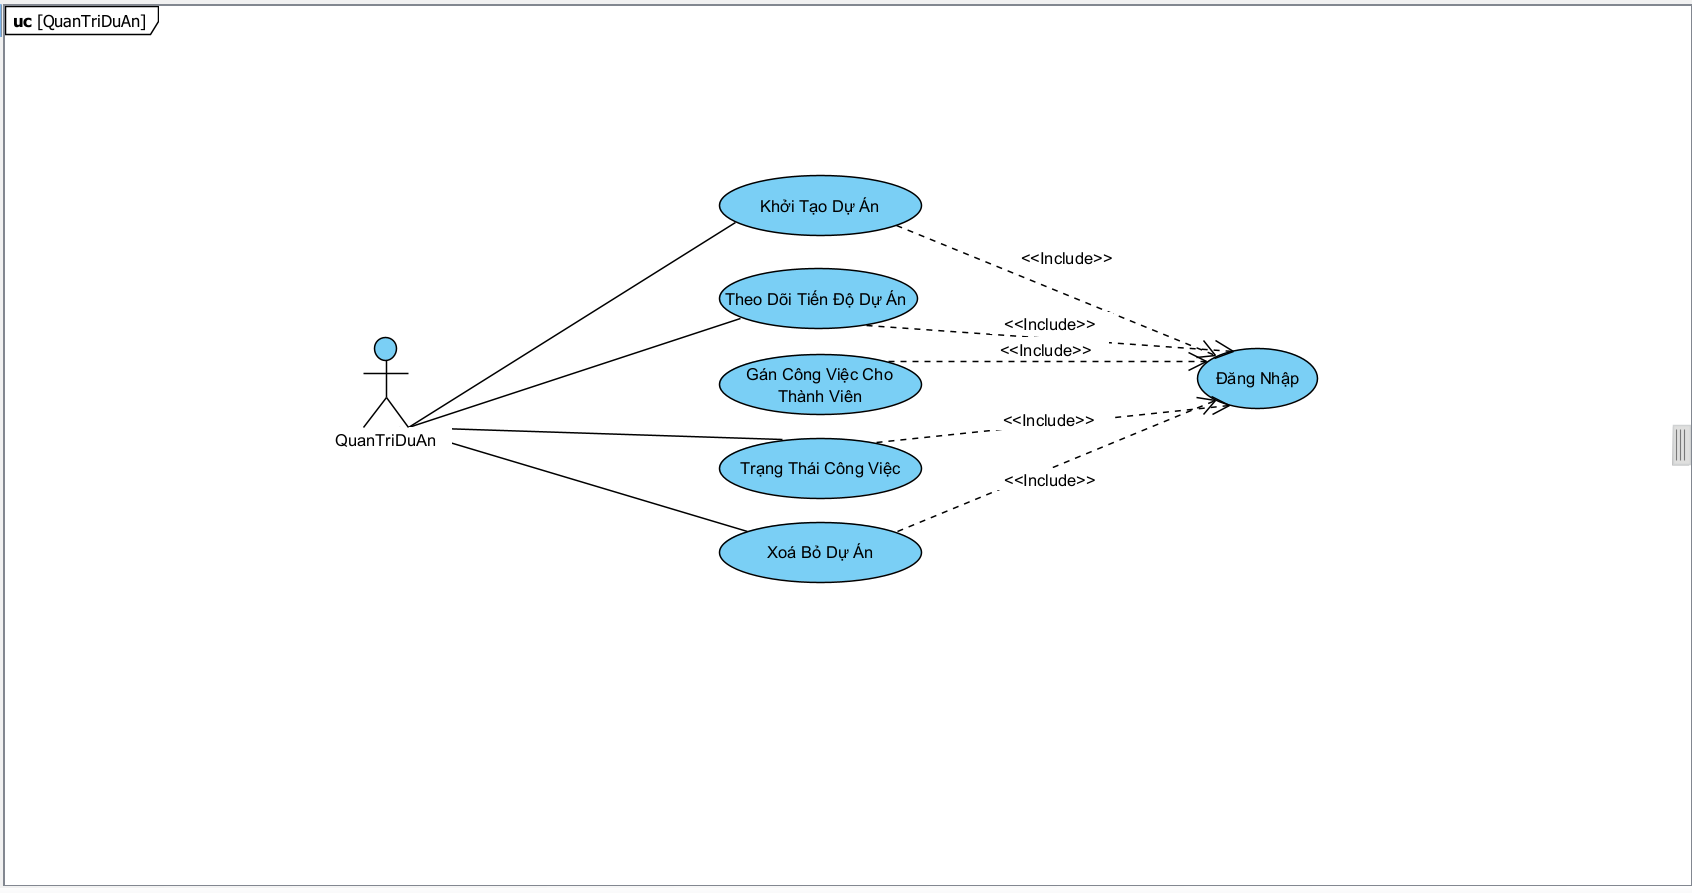 uc [QuanTriDuAn]
Khởi Tạo Dự Án
<<Include>>
Theo Dõi Tiến Độ Dự Án
<<Include>>
<<Include>>
Gán Công Việc Cho
Thành Viên
Đăng Nhập
QuanTriDuAn
<<Include>>
Trạng Thái Công Việc
<<Include>>
Xoá Bỏ Dự Án